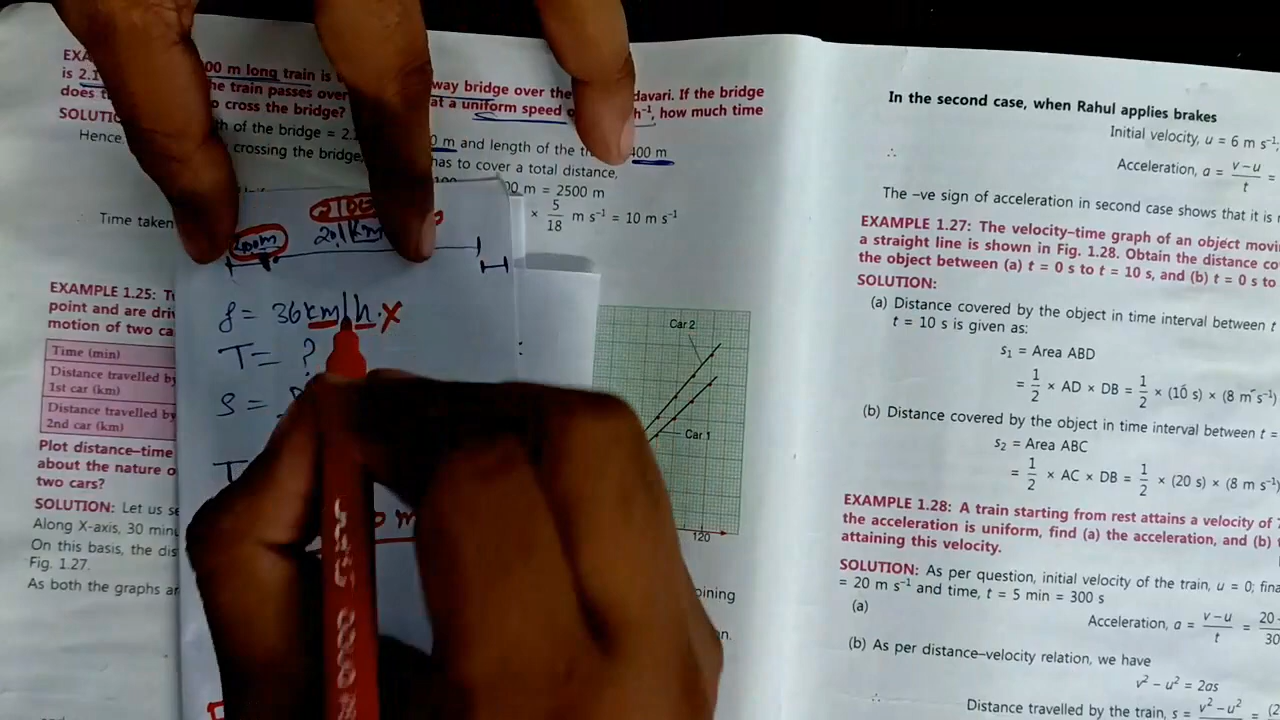 00 m long train is
way bridge over the
davari. If the bridge
is 2.1
he train passes over
at a uniform speed
h⁻¹, how much time
does
o cross the bridge?
SOLUTI
of the bridge = 2.
m and length of the
400 m
Hence,
crossing the bridge,
has to cover a total distance,
00 m = 2500 m
Time taken
× 5/18 m s⁻¹ = 10 m s⁻¹
km
= 36km/h. ×
T = ?
S =
T
EXAMPLE 1.25:
point and are driv
motion of two ca
Time (min)
Distance travelled by
1st car (km)
Distance travelled by
2nd car (km)
Plot distance–time
about the nature o
two cars?
SOLUTION: Let us se
Along X-axis, 30 min
On this basis, the dis
Fig. 1.27.
As both the graphs ar
Car 2
Car 1
120
ining
n.
In the second case, when Rahul applies brakes
Initial velocity, u = 6 m s⁻¹,
∴ Acceleration, a = v–u/t =
The –ve sign of acceleration in second case shows that it is
EXAMPLE 1.27: The velocity-time graph of an object movi
a straight line is shown in Fig. 1.28. Obtain the distance co
the object between (a) t = 0 s to t = 10 s, and (b) t = 0 s to
SOLUTION:
(a) Distance covered by the object in time interval between t
t = 10 s is given as:
s₁ = Area ABD
= 1/2 × AD × DB = 1/2 × (10 s) × (8 m s⁻¹)
(b) Distance covered by the object in time interval between t =
s₂ = Area ABC
= 1/2 × AC × DB = 1/2 × (20 s) × (8 m s⁻¹)
EXAMPLE 1.28: A train starting from rest attains a velocity of
the acceleration is uniform, find (a) the acceleration, and (b)
attaining this velocity.
SOLUTION: As per question, initial velocity of the train, u = 0; fina
= 20 m s⁻¹ and time, t = 5 min = 300 s
(a) Acceleration, a = v–u/t = 20
30
(b) As per distance–velocity relation, we have
v² – u² = 2as
∴ Distance travelled by the train, s = v² – u² = (2